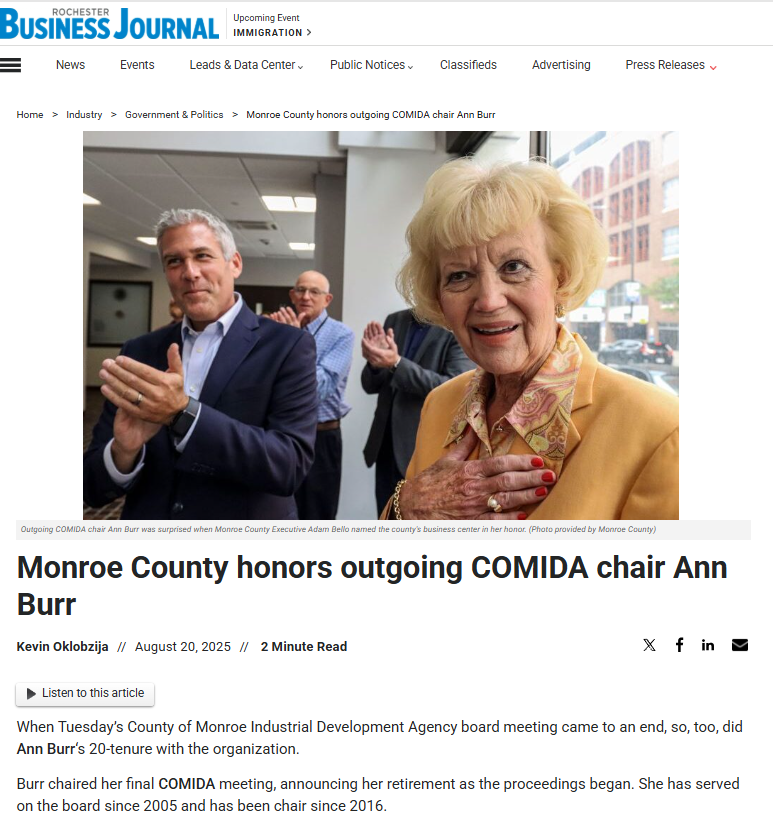 ROCHESTER
BUSINESS JOURNAL
Upcoming Event
IMMIGRATION >
News Events Leads & Data Center Public Notices Classifieds Advertising Press Releases
Home > Industry > Government & Politics > Monroe County honors outgoing COMIDA chair Ann Burr
Outgoing COMIDA chair Ann Burr was surprised when Monroe County Executive Adam Bello named the county's business center in her honor. (Photo provided by Monroe County)
Monroe County honors outgoing COMIDA chair Ann
Burr
Kevin Oklobzija // August 20, 2025 // 2 Minute Read
Listen to this article
When Tuesday’s County of Monroe Industrial Development Agency board meeting came to an end, so, too, did
Ann Burr‘s 20-tenure with the organization.
Burr chaired her final COMIDA meeting, announcing her retirement as the proceedings began. She has served
on the board since 2005 and has been chair since 2016.